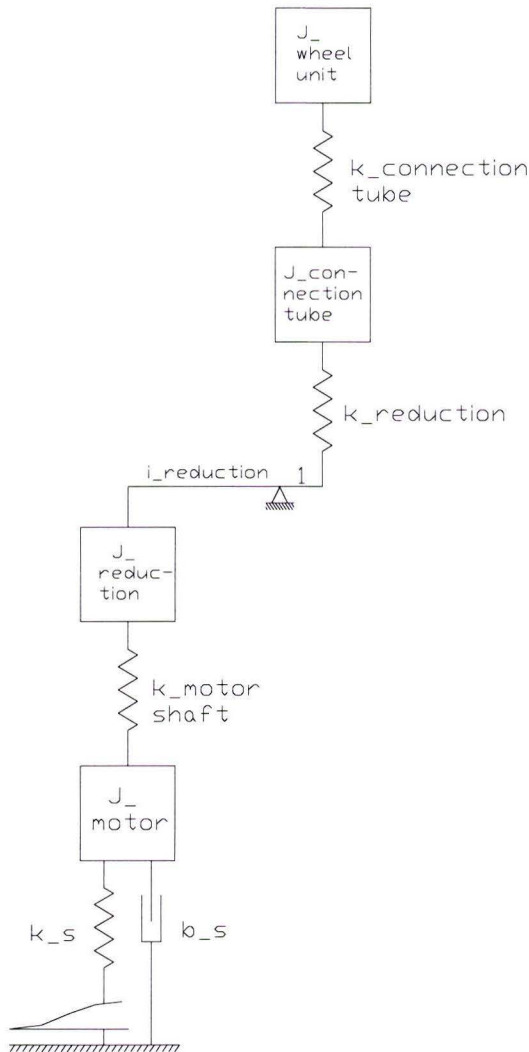 J_
wheel
unit
k_connection
tube
J_con-
nection
tube
k_reduction
i_reduction 1
J_
reduc-
tion
k_motor
shaft
J_
motor
k_s
b_s